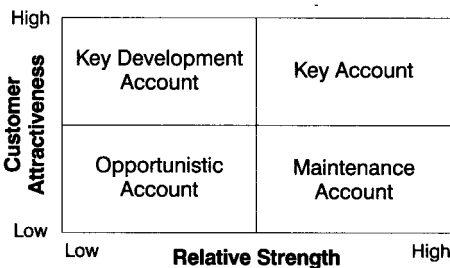 High
Key Development
Account
Key Account
Customer
Attractiveness
Opportunistic
Account
Maintenance
Account
Low
Low
Relative Strength
High